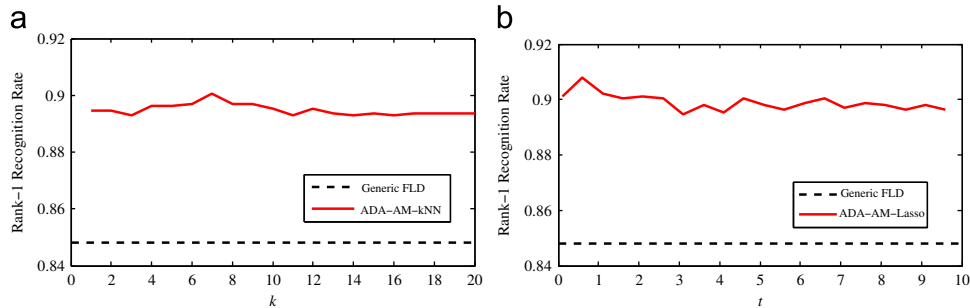 a
Rank-1 Recognition Rate
0.92
0.9
0.88
0.86
0.84
Generic FLD
ADA-AM-kNN
0 2 4 6 8 10 12 14 16 18 20
k
b
Rank-1 Recognition Rate
0.92
0.9
0.88
0.86
0.84
Generic FLD
ADA-AM-Lasso
0 1 2 3 4 5 6 7 8 9 10
t